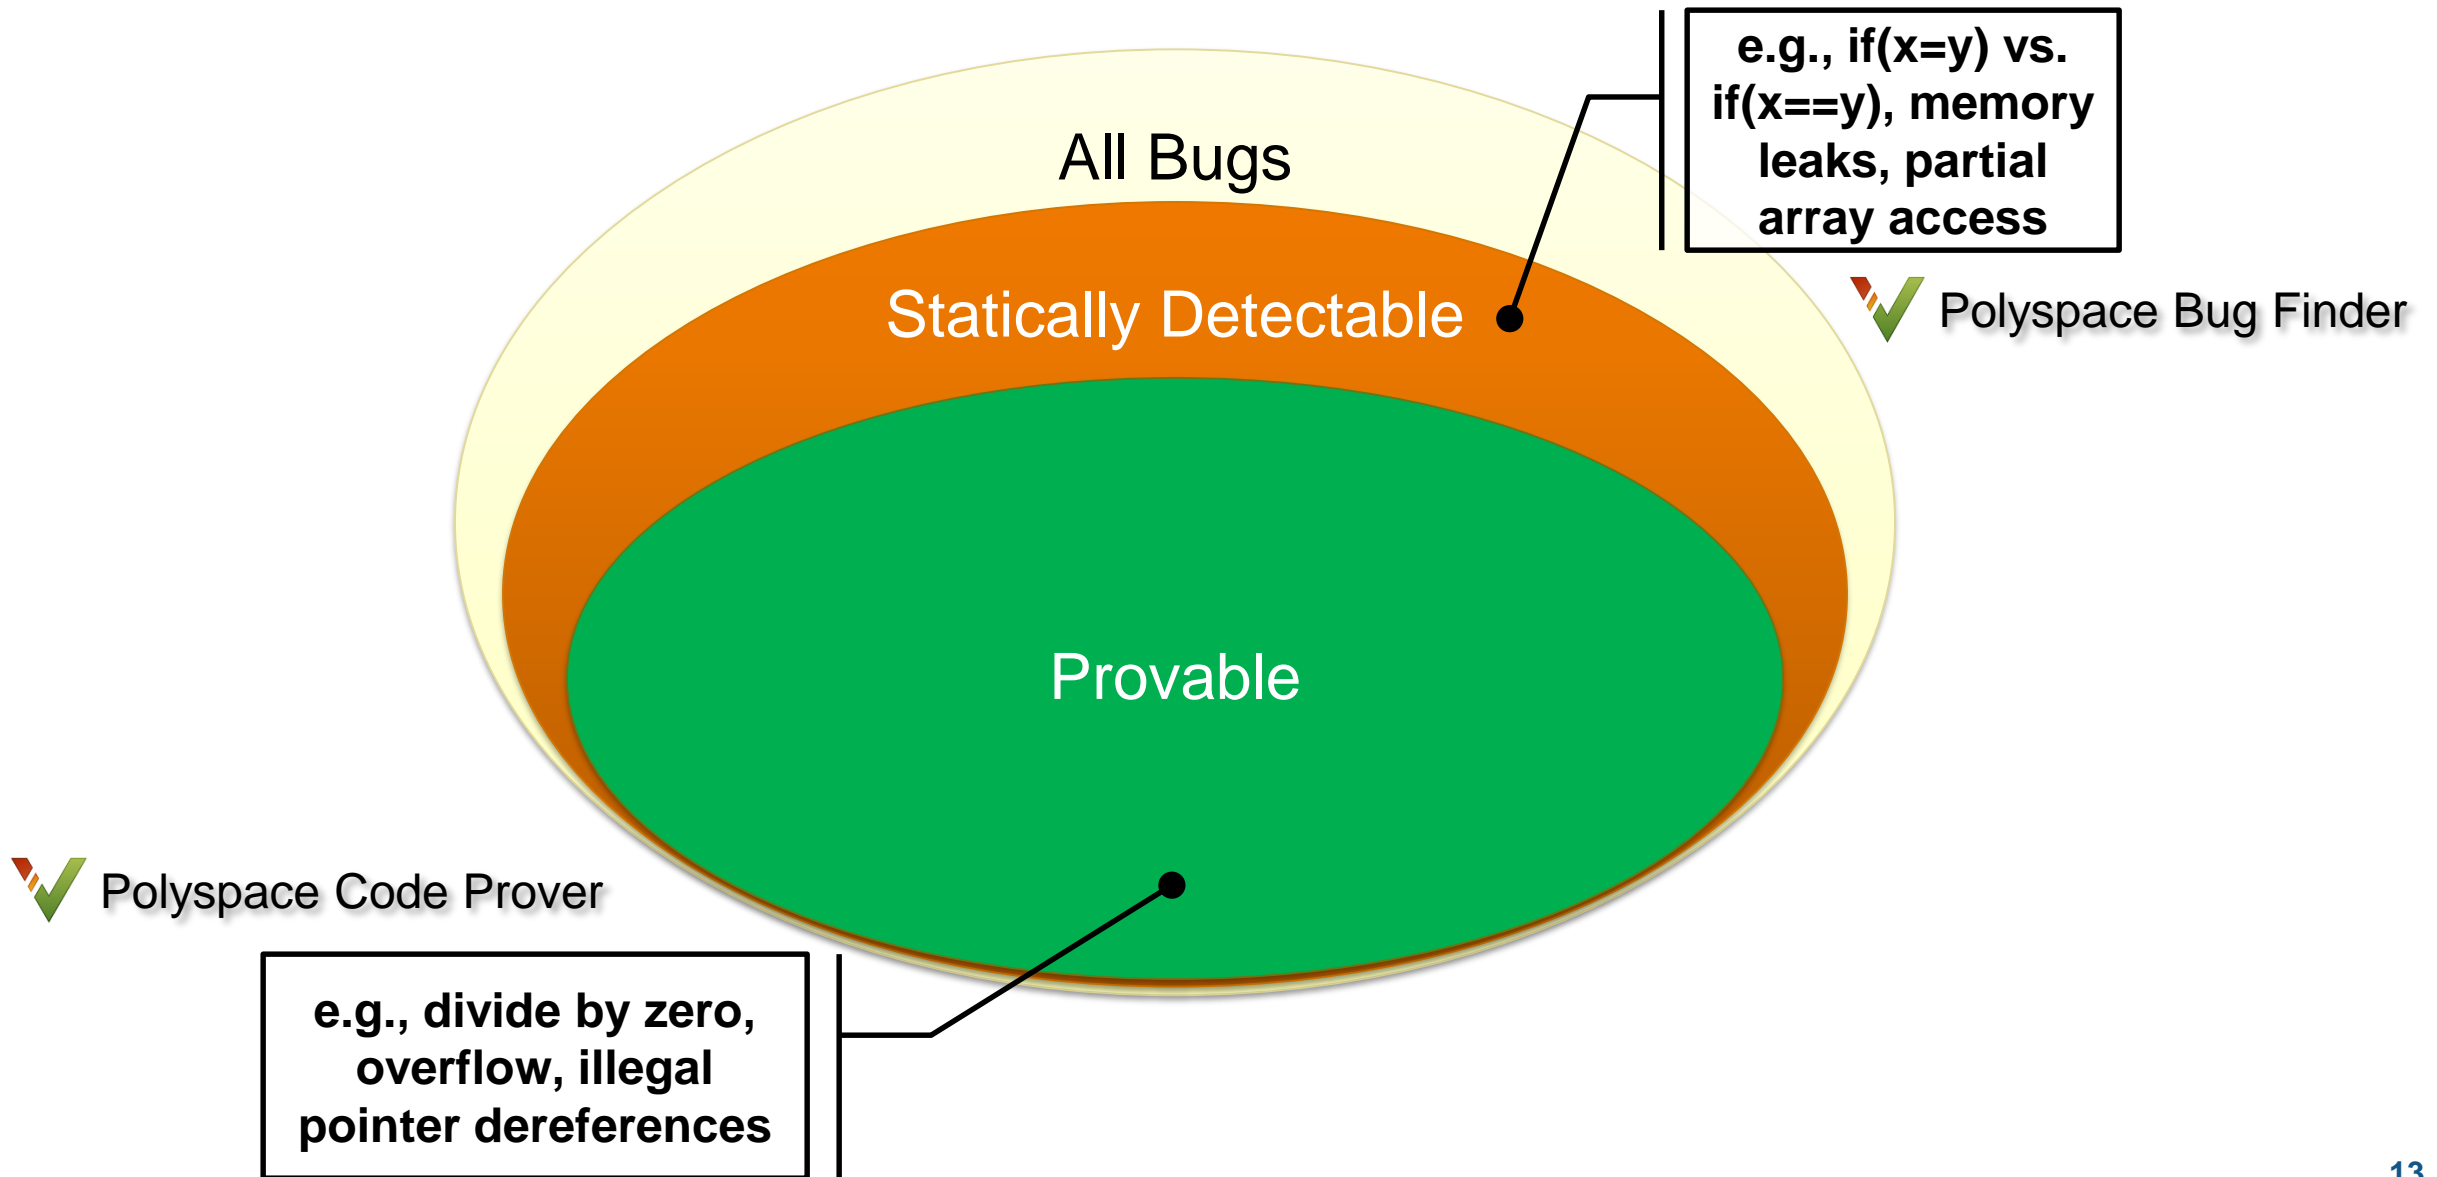 e.g., if(x=y) vs.
if(x==y), memory
leaks, partial
array access
All Bugs
Statically Detectable
Polyspace Bug Finder
Provable
Polyspace Code Prover
e.g., divide by zero,
overflow, illegal
pointer dereferences
13